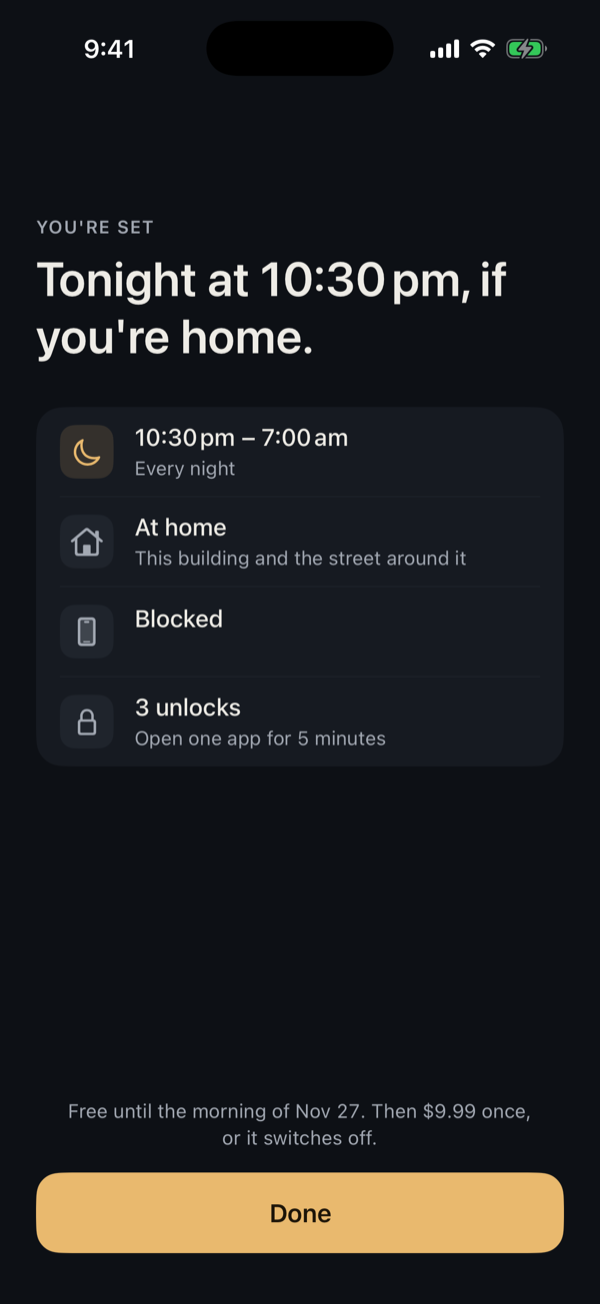 9:41
YOU'RE SET
Tonight at 10:30 pm, if
you're home.
10:30 pm – 7:00 am
Every night
At home
This building and the street around it
Blocked
3 unlocks
Open one app for 5 minutes
Free until the morning of Nov 27. Then $9.99 once,
or it switches off.
Done